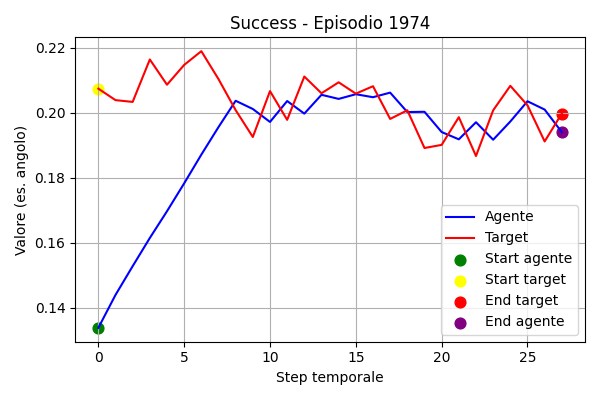 Success - Episodio 1974
Valore (es. angolo)
0.22
0.20
0.18
0.16
0.14
0
5
10
15
20
25
Step temporale
Agente
Target
Start agente
Start target
End target
End agente